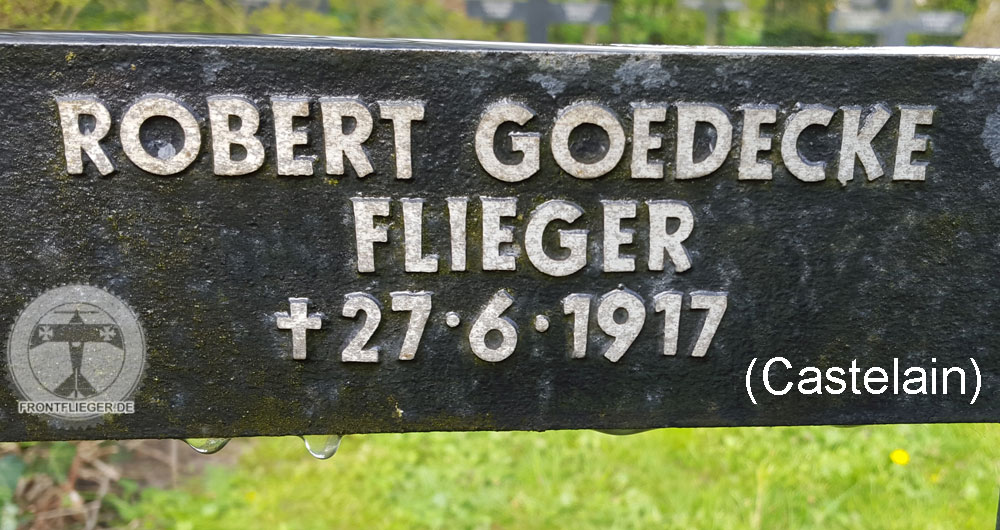 ROBERT GOEDECKE
FLIEGER
✝27·6·1917
(Castelain)
FRONTFLIEGER.DE